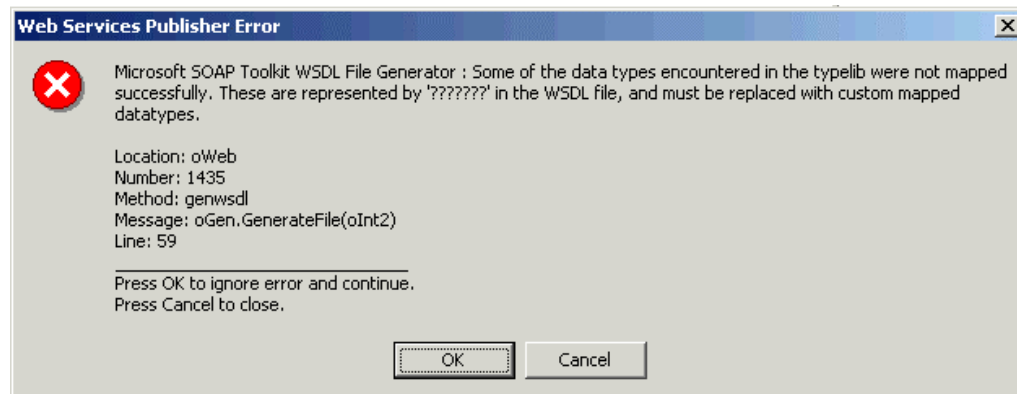 Web Services Publisher Error
Microsoft SOAP Toolkit WSDL File Generator : Some of the data types encountered in the typelib were not mapped
successfully. These are represented by '???????' in the WSDL file, and must be replaced with custom mapped
datatypes.
Location: oWeb
Number: 1435
Method: genwsdl
Message: oGen.GenerateFile(oInt2)
Line: 59
Press OK to ignore error and continue.
Press Cancel to close.
OK
Cancel